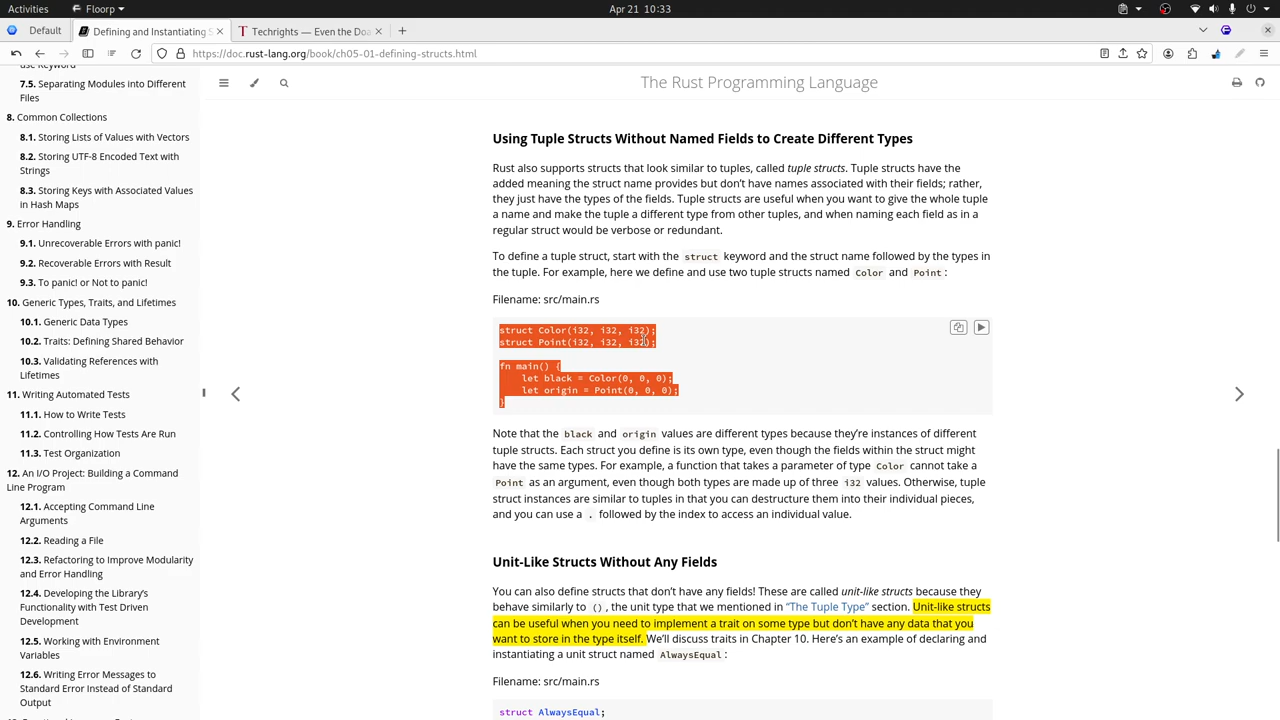 Activities
Floorp
Apr 21 10:33
Default
Defining and Instantiating S
Techrights — Even the Doa
https://doc.rust-lang.org/book/ch05-01-defining-structs.html
use Keyword
7.5. Separating Modules into Different
Files
8. Common Collections
8.1. Storing Lists of Values with Vectors
8.2. Storing UTF-8 Encoded Text with
Strings
8.3. Storing Keys with Associated Values
in Hash Maps
9. Error Handling
9.1. Unrecoverable Errors with panic!
9.2. Recoverable Errors with Result
9.3. To panic! or Not to panic!
10. Generic Types, Traits, and Lifetimes
10.1. Generic Data Types
10.2. Traits: Defining Shared Behavior
10.3. Validating References with
Lifetimes
11. Writing Automated Tests
11.1. How to Write Tests
11.2. Controlling How Tests Are Run
11.3. Test Organization
12. An I/O Project: Building a Command
Line Program
12.1. Accepting Command Line
Arguments
12.2. Reading a File
12.3. Refactoring to Improve Modularity
and Error Handling
12.4. Developing the Library's
Functionality with Test Driven
Development
12.5. Working with Environment
Variables
12.6. Writing Error Messages to
Standard Error Instead of Standard
Output
The Rust Programming Language
Using Tuple Structs Without Named Fields to Create Different Types
Rust also supports structs that look similar to tuples, called tuple structs. Tuple structs have the
added meaning the struct name provides but don't have names associated with their fields; rather,
they just have the types of the fields. Tuple structs are useful when you want to give the whole tuple
a name and make the tuple a different type from other tuples, and when naming each field as in a
regular struct would be verbose or redundant.
To define a tuple struct, start with the struct keyword and the struct name followed by the types in
the tuple. For example, here we define and use two tuple structs named Color and Point:
Filename: src/main.rs
struct Color(i32, i32, i32);
struct Point(i32, i32, i32);
fn main() {
    let black = Color(0, 0, 0);
    let origin = Point(0, 0, 0);
}
Note that the black and origin values are different types because they're instances of different
tuple structs. Each struct you define is its own type, even though the fields within the struct might
have the same types. For example, a function that takes a parameter of type Color cannot take a
Point as an argument, even though both types are made up of three i32 values. Otherwise, tuple
struct instances are similar to tuples in that you can destructure them into their individual pieces,
and you can use a . followed by the index to access an individual value.
Unit-Like Structs Without Any Fields
You can also define structs that don't have any fields! These are called unit-like structs because they
behave similarly to (), the unit type that we mentioned in "The Tuple Type" section. Unit-like structs
can be useful when you need to implement a trait on some type but don't have any data that you
want to store in the type itself. We'll discuss traits in Chapter 10. Here's an example of declaring and
instantiating a unit struct named AlwaysEqual:
Filename: src/main.rs
struct AlwaysEqual;